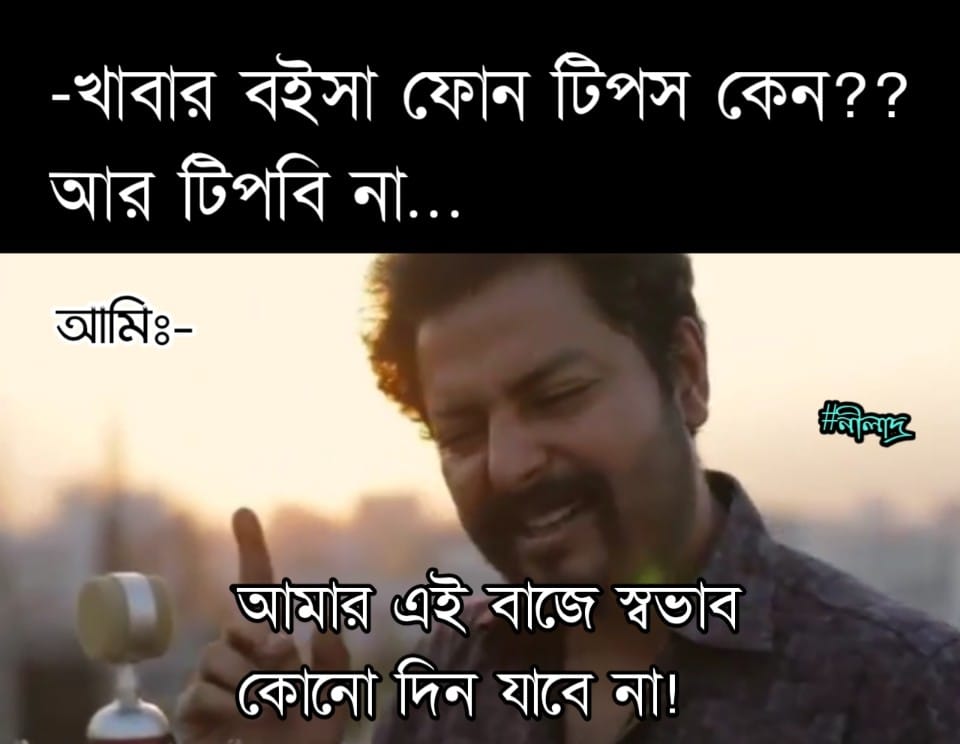 -খাবার বইসা ফোন টিপস কেন??
আর টিপবি না...
আমিঃ-
#নীলাদ্র
আমার এই বাজে স্বভাব
কোনো দিন যাবে না!